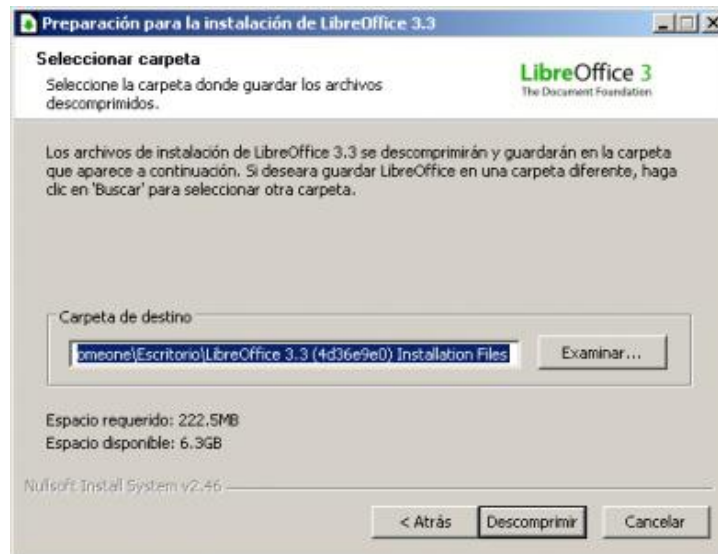 Preparación para la instalación de LibreOffice 3.3
Seleccionar carpeta
Seleccione la carpeta donde guardar los archivos
descomprimidos.
LibreOffice 3
The Document Foundation
Los archivos de instalación de LibreOffice 3.3 se descomprimirán y guardarán en la carpeta
que aparece a continuación. Si deseara guardar LibreOffice en una carpeta diferente, haga
clic en 'Buscar' para seleccionar otra carpeta.
Carpeta de destino
omeone\Escritorio\LibreOffice 3.3 (4d36e9e0) Installation Files
Examinar...
Espacio requerido: 222.5MB
Espacio disponible: 6.3GB
Nullsoft Install System v2.46
< Atrás
Descomprimir
Cancelar